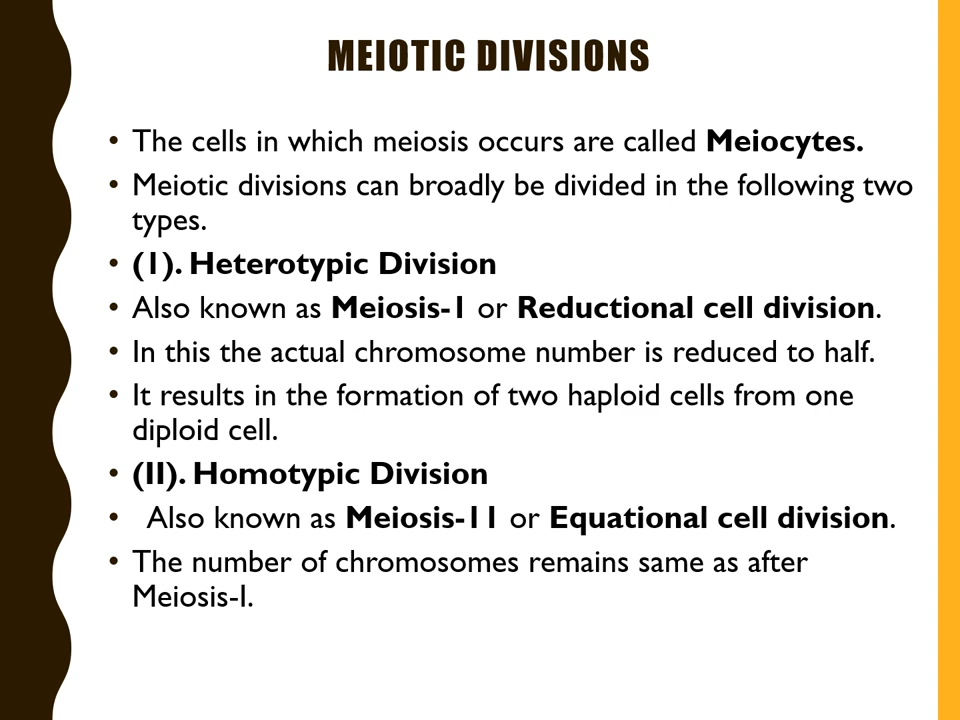 MEIOTIC DIVISIONS
• The cells in which meiosis occurs are called Meiocytes.
• Meiotic divisions can broadly be divided in the following two
types.
• (1). Heterotypic Division
• Also known as Meiosis-1 or Reductional cell division.
• In this the actual chromosome number is reduced to half.
• It results in the formation of two haploid cells from one
diploid cell.
• (II). Homotypic Division
• Also known as Meiosis-11 or Equational cell division.
• The number of chromosomes remains same as after
Meiosis-I.